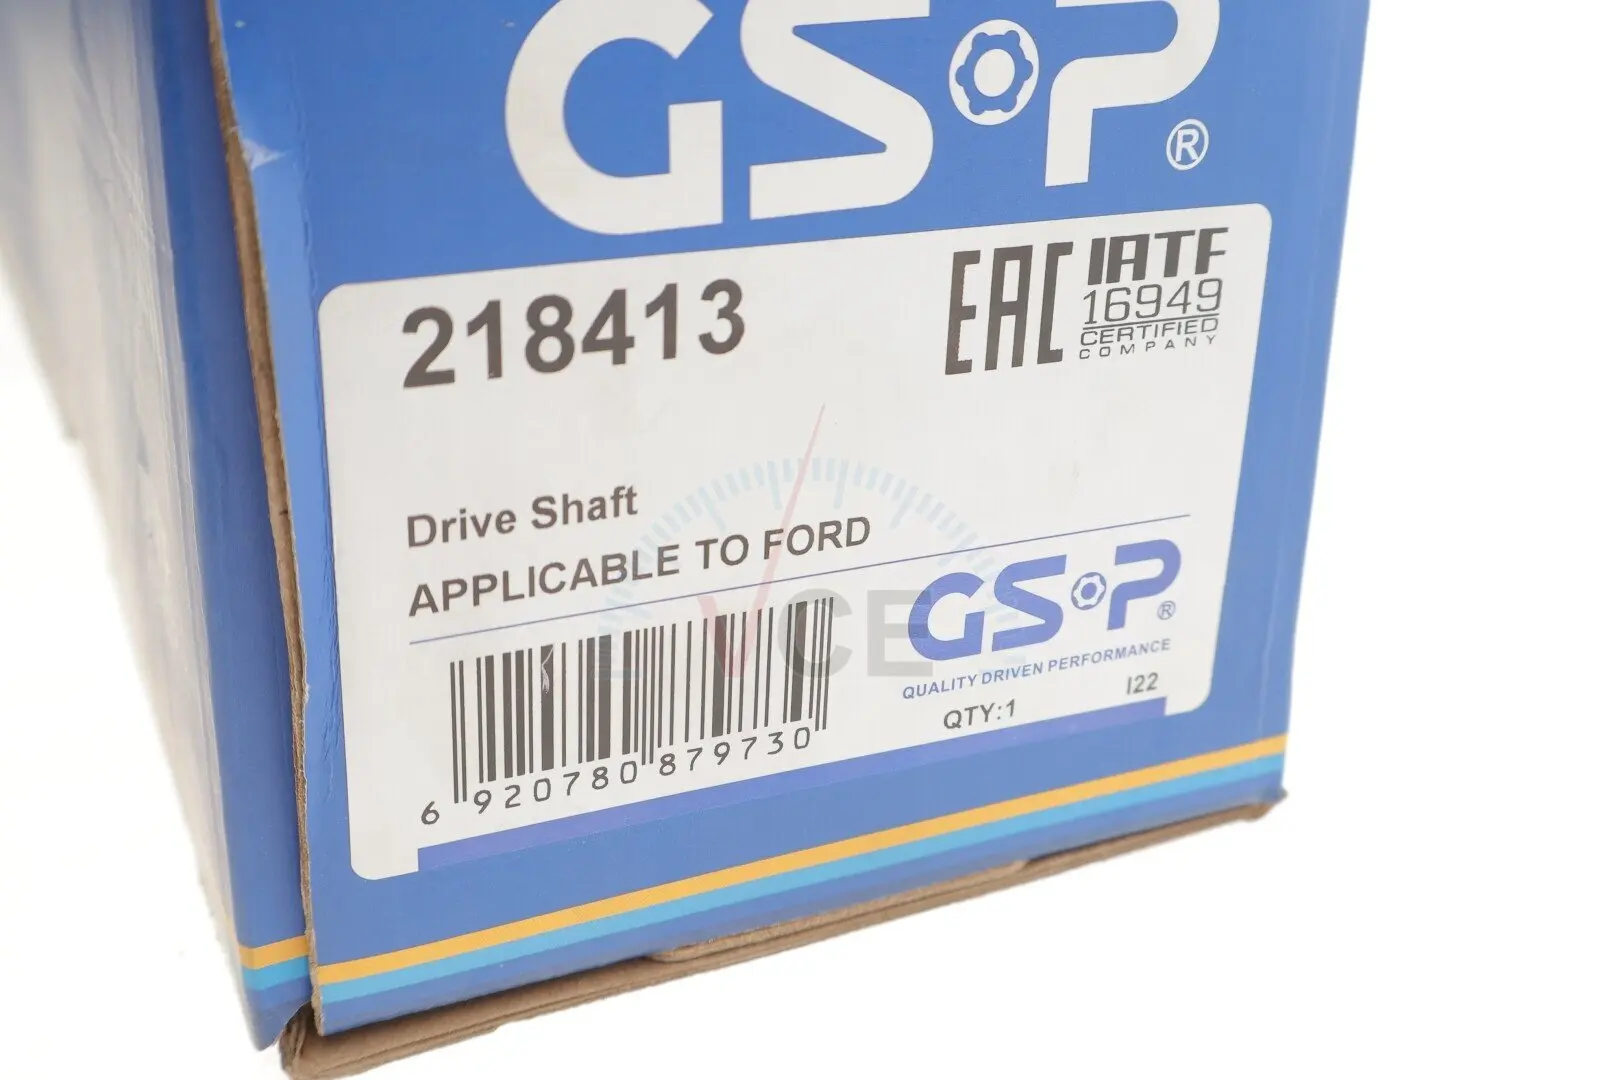 GSP®
218413
EAC
IATF
16949
CERTIFIED
COMPANY
Drive Shaft
APPLICABLE TO FORD
GSP®
QUALITY DRIVEN PERFORMANCE
QTY:1
I22
6 920780 879730
VCE